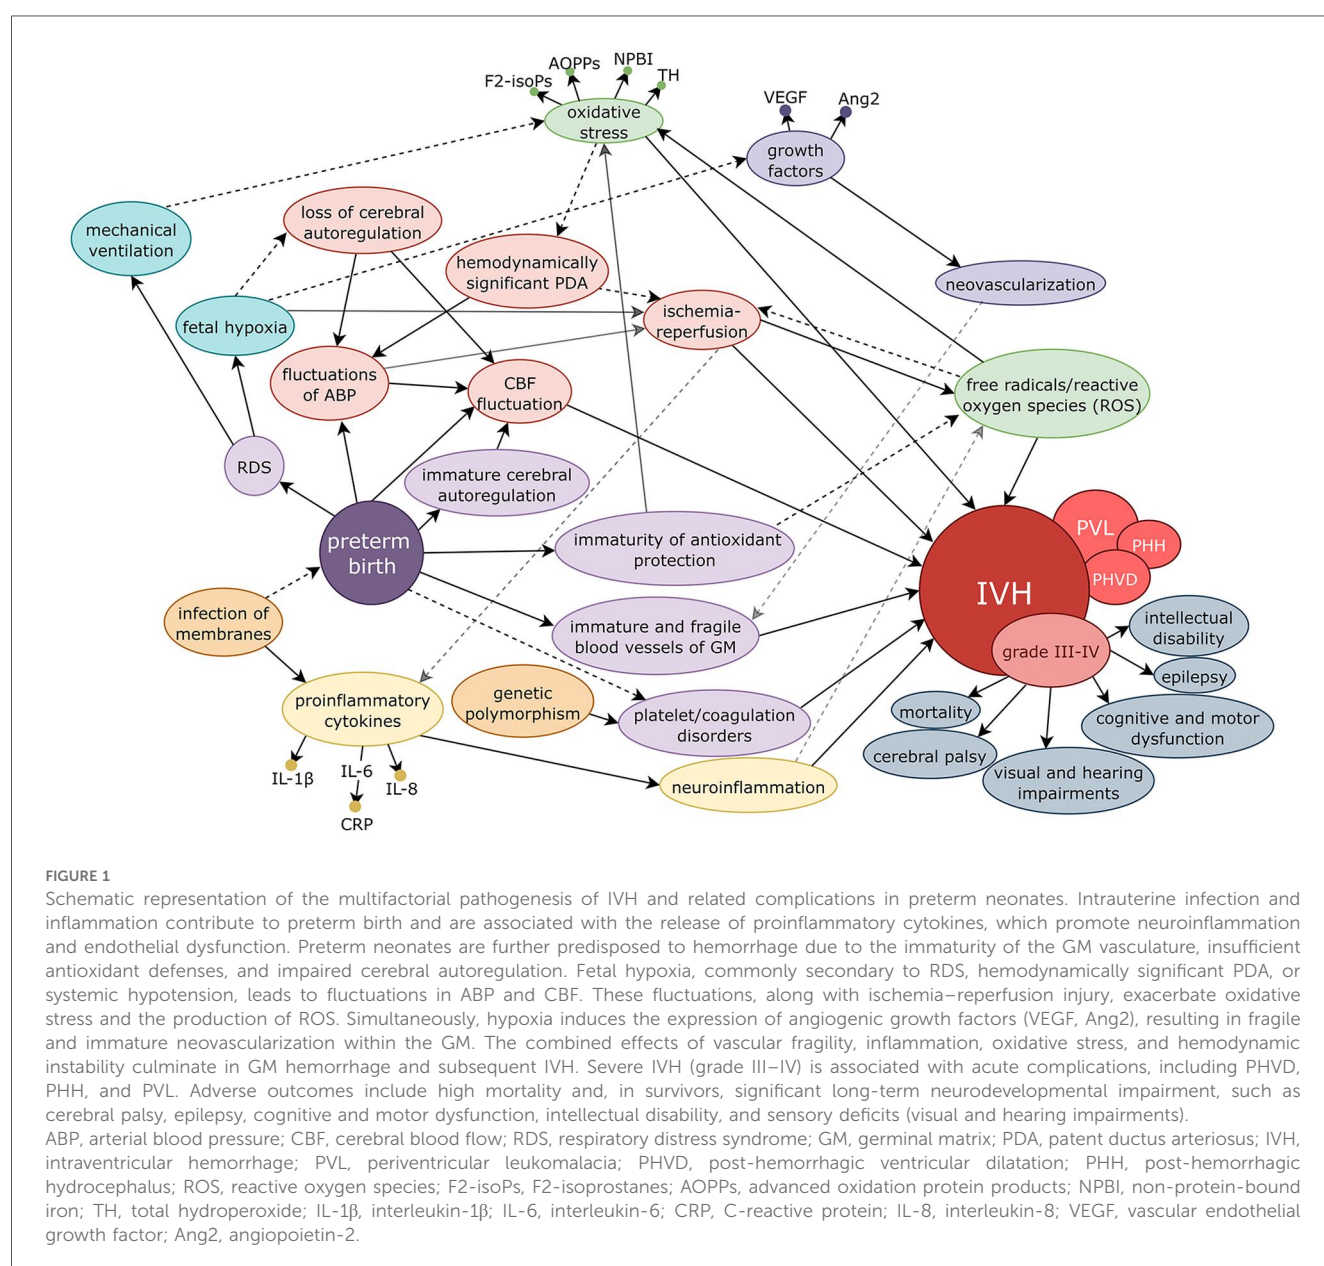 NPBI
AOPPs
TH
F2-isoPs
VEGF
Ang2
oxidative
stress
growth
factors
loss of cerebral
autoregulation
mechanical
ventilation
hemodynamically
significant PDA
neovascularization
ischemia-
reperfusion
fetal hypoxia
fluctuations
of ABP
CBF
fluctuation
free radicals/reactive
oxygen species (ROS)
RDS
immature cerebral
autoregulation
PVL
PHH
PHVD
preterm
birth
immaturity of antioxidant
protection
IVH
infection of
membranes
immature and fragile
blood vessels of GM
intellectual
disability
grade III-IV
epilepsy
proinflammatory
cytokines
genetic
polymorphism
platelet/coagulation
disorders
mortality
cognitive and motor
dysfunction
cerebral palsy
IL-1β
IL-6
IL-8
CRP
neuroinflammation
visual and hearing
impairments
FIGURE 1
Schematic representation of the multifactorial pathogenesis of IVH and related complications in preterm neonates. Intrauterine infection and
inflammation contribute to preterm birth and are associated with the release of proinflammatory cytokines, which promote neuroinflammation
and endothelial dysfunction. Preterm neonates are further predisposed to hemorrhage due to the immaturity of the GM vasculature, insufficient
antioxidant defenses, and impaired cerebral autoregulation. Fetal hypoxia, commonly secondary to RDS, hemodynamically significant PDA, or
systemic hypotension, leads to fluctuations in ABP and CBF. These fluctuations, along with ischemia–reperfusion injury, exacerbate oxidative
stress and the production of ROS. Simultaneously, hypoxia induces the expression of angiogenic growth factors (VEGF, Ang2), resulting in fragile
and immature neovascularization within the GM. The combined effects of vascular fragility, inflammation, oxidative stress, and hemodynamic
instability culminate in GM hemorrhage and subsequent IVH. Severe IVH (grade III–IV) is associated with acute complications, including PHVD,
PHH, and PVL. Adverse outcomes include high mortality and, in survivors, significant long-term neurodevelopmental impairment, such as
cerebral palsy, epilepsy, cognitive and motor dysfunction, intellectual disability, and sensory deficits (visual and hearing impairments).
ABP, arterial blood pressure; CBF, cerebral blood flow; RDS, respiratory distress syndrome; GM, germinal matrix; PDA, patent ductus arteriosus; IVH,
intraventricular hemorrhage; PVL, periventricular leukomalacia; PHVD, post-hemorrhagic ventricular dilatation; PHH, post-hemorrhagic
hydrocephalus; ROS, reactive oxygen species; F2-isoPs, F2-isoprostanes; AOPPs, advanced oxidation protein products; NPBI, non-protein-bound
iron; TH, total hydroperoxide; IL-1β, interleukin-1β; IL-6, interleukin-6; CRP, C-reactive protein; IL-8, interleukin-8; VEGF, vascular endothelial
growth factor; Ang2, angiopoietin-2.